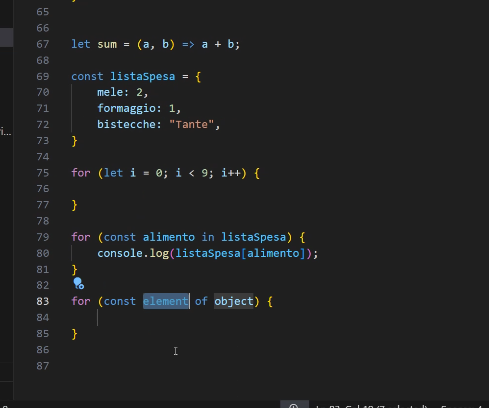 65
66
67 let sum = (a, b) => a + b;
68
69 const listaSpesa = {
70 mele: 2,
71 formaggio: 1,
72 bistecche: "Tante",
73 }
74
75 for (let i = 0; i < 9; i++) {
76
77 }
78
79 for (const alimento in listaSpesa) {
80 console.log(listaSpesa[alimento]);
81 }
82
83 for (const element of object) {
84
85 }
86
87